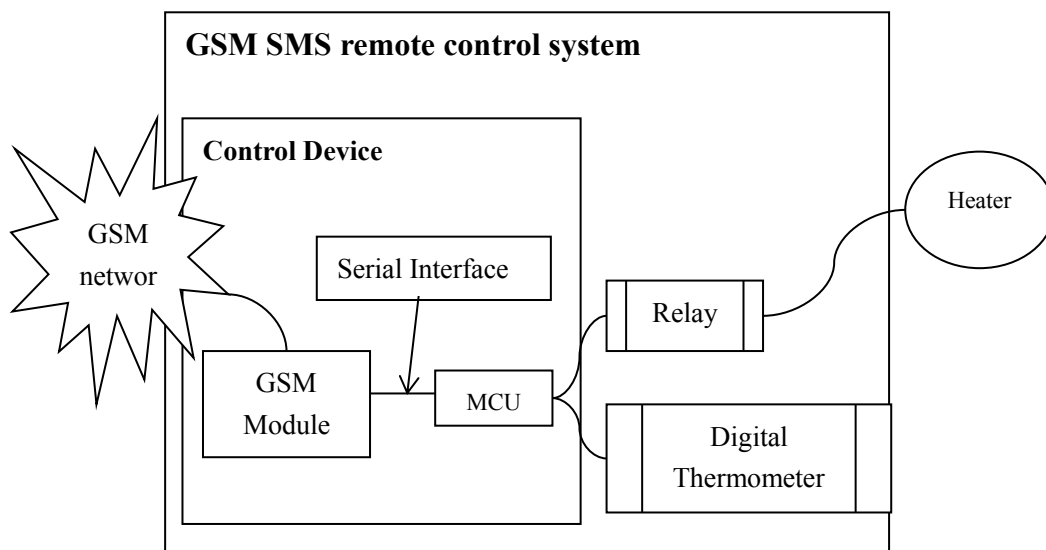 GSM SMS remote control system
Control Device
GSM
networ
Serial Interface
GSM
Module
MCU
Relay
Digital
Thermometer
Heater